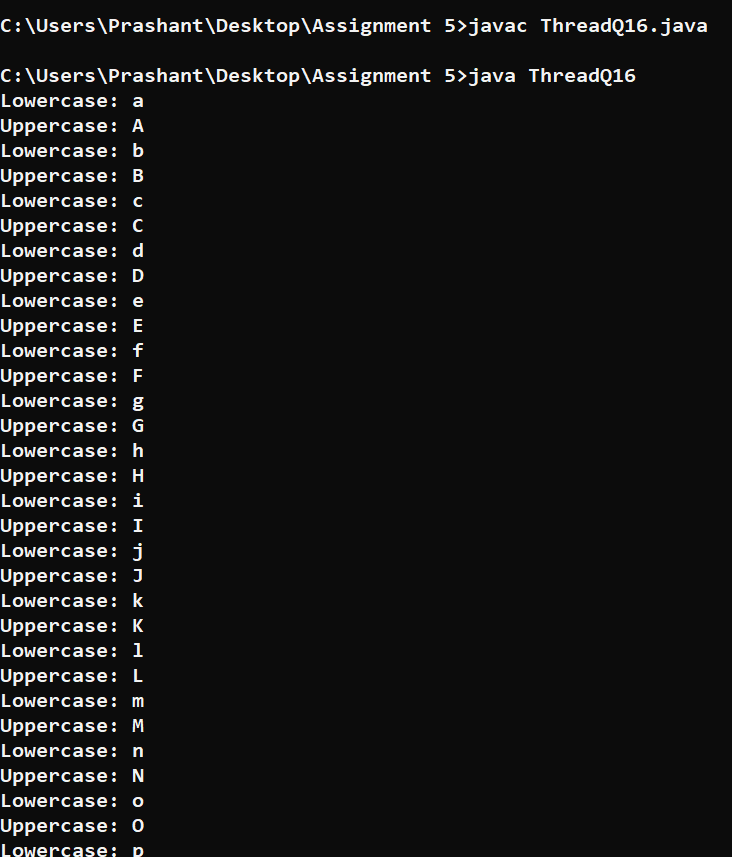 C:\Users\Prashant\Desktop\Assignment 5>javac ThreadQ16.java
C:\Users\Prashant\Desktop\Assignment 5>java ThreadQ16
Lowercase: a
Uppercase: A
Lowercase: b
Uppercase: B
Lowercase: c
Uppercase: C
Lowercase: d
Uppercase: D
Lowercase: e
Uppercase: E
Lowercase: f
Uppercase: F
Lowercase: g
Uppercase: G
Lowercase: h
Uppercase: H
Lowercase: i
Uppercase: I
Lowercase: j
Uppercase: J
Lowercase: k
Uppercase: K
Lowercase: l
Uppercase: L
Lowercase: m
Uppercase: M
Lowercase: n
Uppercase: N
Lowercase: o
Uppercase: O
Lowercase: p